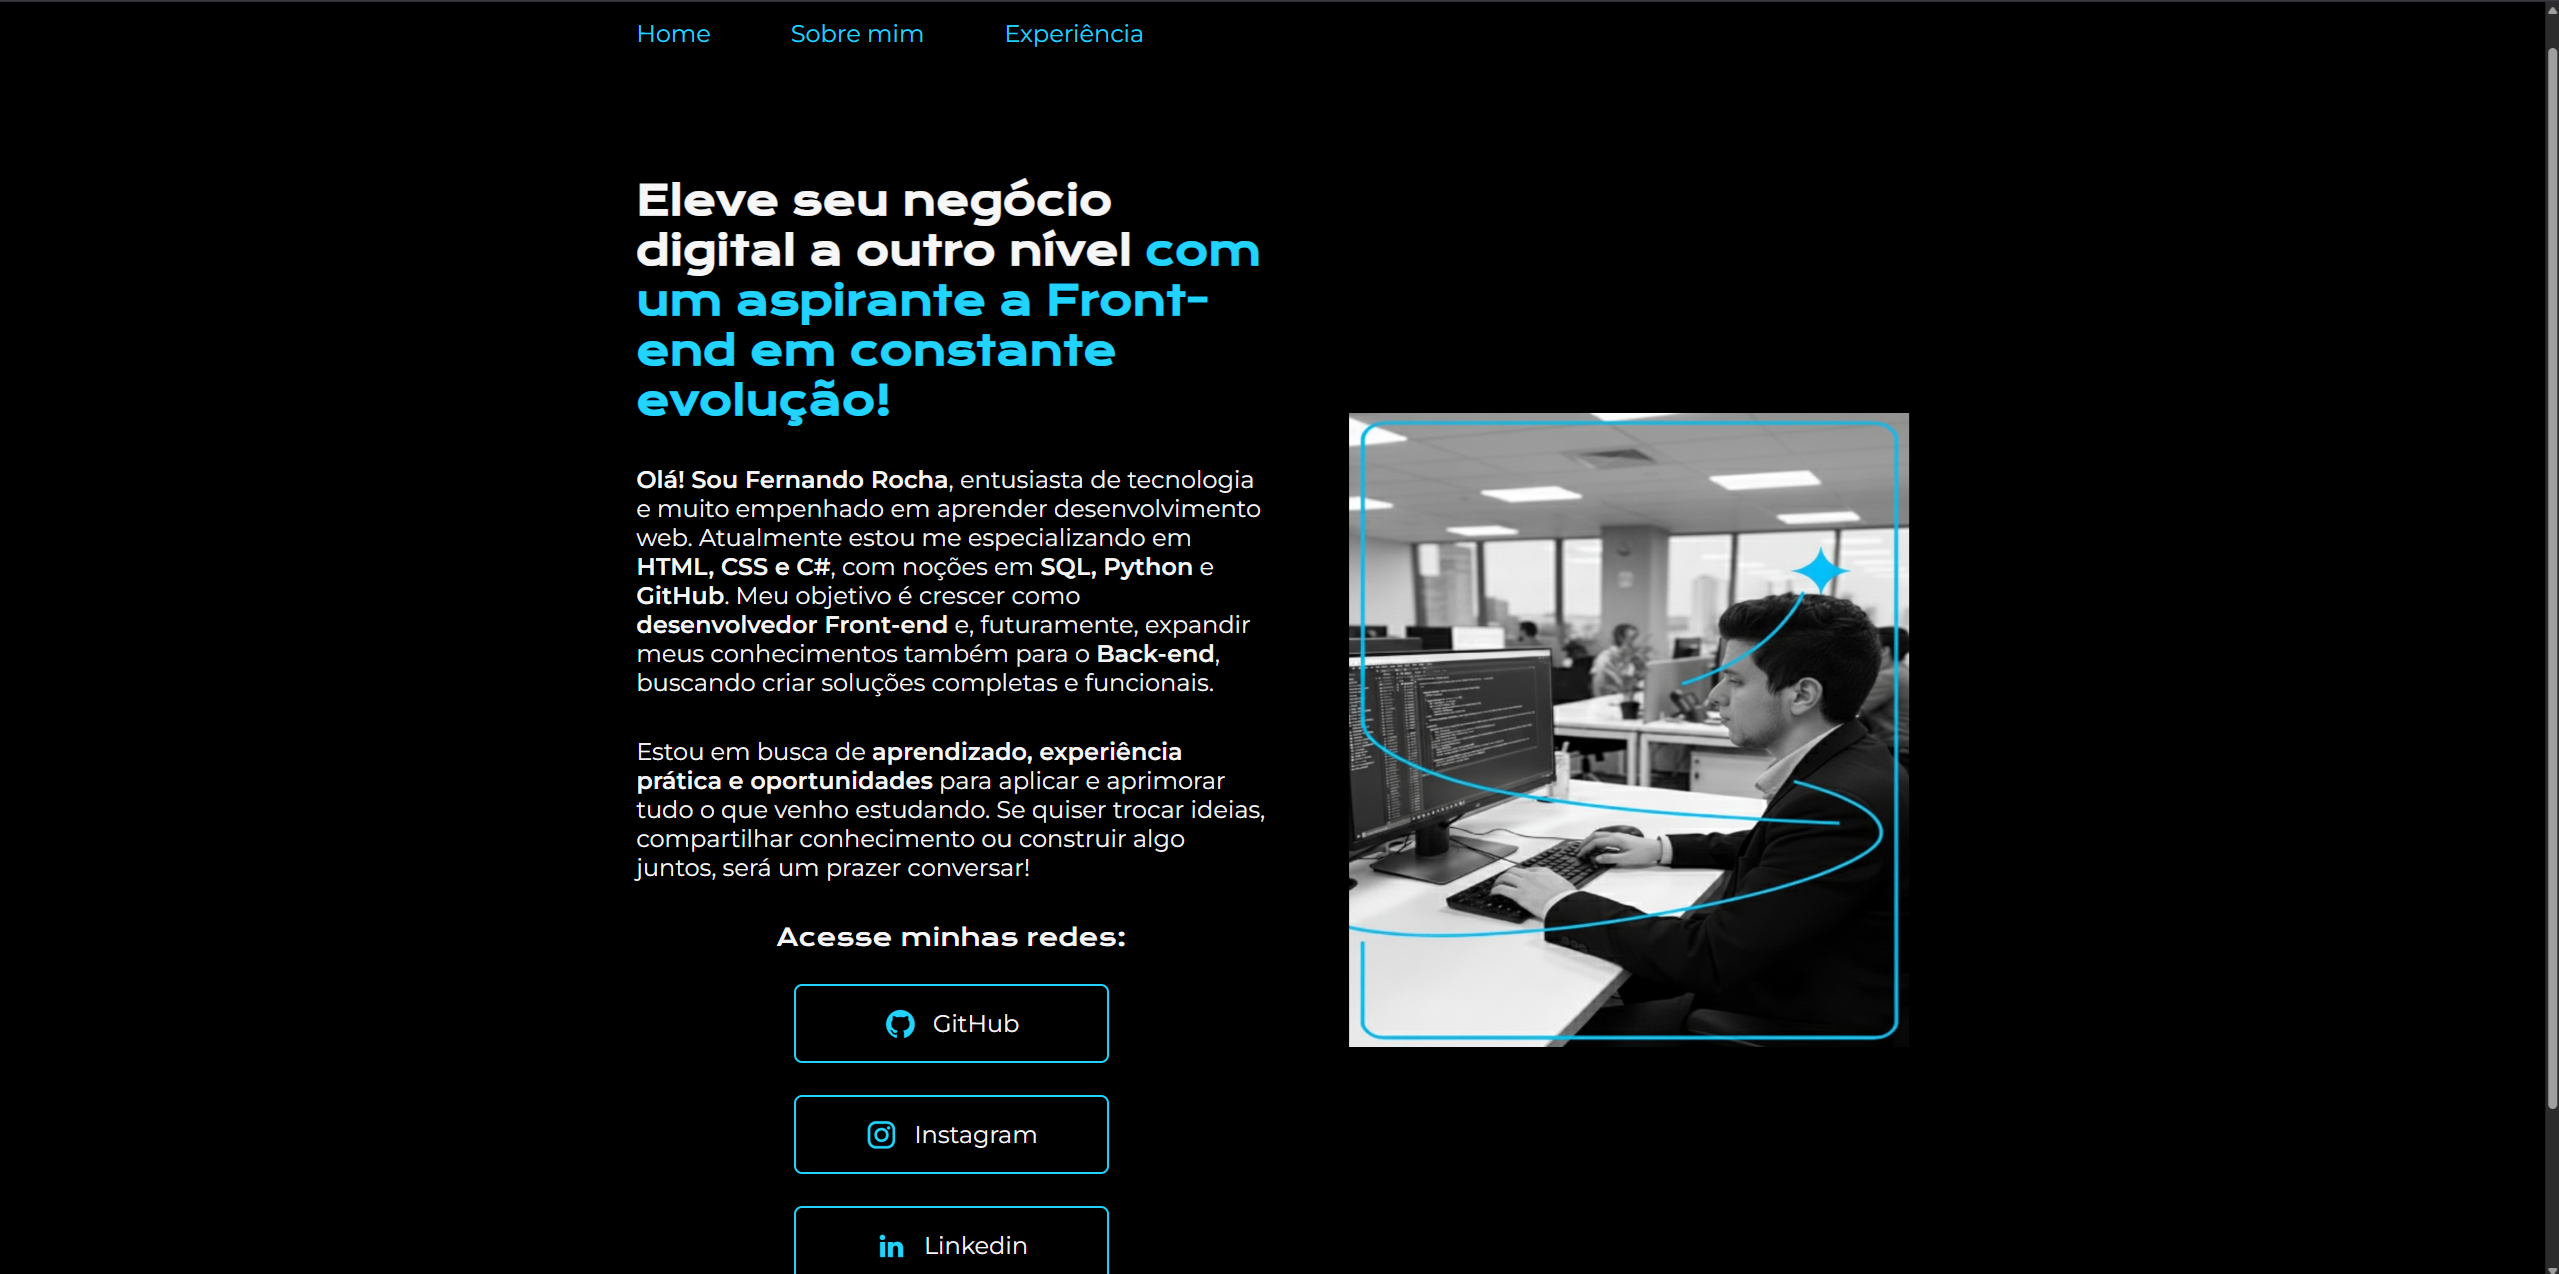 Home Sobre mim Experiência
Eleve seu negócio
digital a outro nível com
um aspirante a Front-
end em constante
evolução!
Olá! Sou Fernando Rocha, entusiasta de tecnologia
e muito empenhado em aprender desenvolvimento
web. Atualmente estou me especializando em
HTML, CSS e C#, com noções em SQL, Python e
GitHub. Meu objetivo é crescer como
desenvolvedor Front-end e, futuramente, expandir
meus conhecimentos também para o Back-end,
buscando criar soluções completas e funcionais.
Estou em busca de aprendizado, experiência
prática e oportunidades para aplicar e aprimorar
tudo o que venho estudando. Se quiser trocar ideias,
compartilhar conhecimento ou construir algo
juntos, será um prazer conversar!
Acesse minhas redes:
GitHub
Instagram
Linkedin